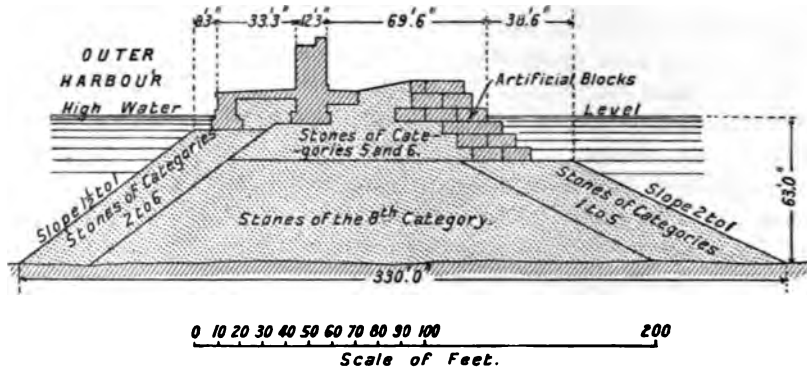 8'.3" 33'.3" 12'.3" 69'6" 38'.6"
OUTER
HARBOUR
High Water
Artificial Blocks
Level
Stones of Cate-
-gories 5 and 6.
Slope 1½ to 1
Stones of Categories
2 to 6
Stones of the 8th Category.
Stones of Categories
1 to 5
Slope 2 to 1
63'.0"
330'.0"
0 10 20 30 40 50 60 70 80 90 100 200
Scale of Feet.